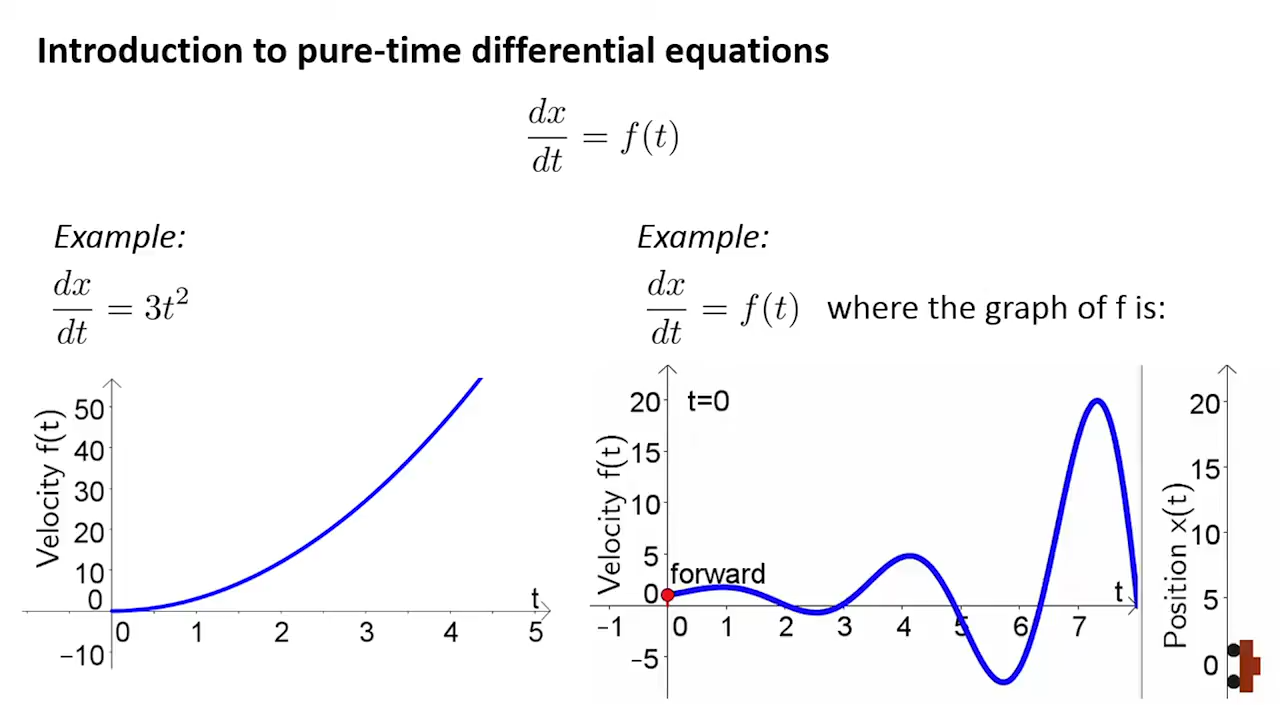 Introduction to pure-time differential equations
dx/dt = f(t)
Example:
dx/dt = 3t²
Velocity f(t)
50
40
30
20
10
0
−10
0 1 2 3 4 5
t
Example:
dx/dt = f(t) where the graph of f is:
Velocity f(t)
20
15
10
5
0
−5
t=0
forward
−1 0 1 2 3 4 5 6 7
t
Position x(t)
20
15
10
5
0